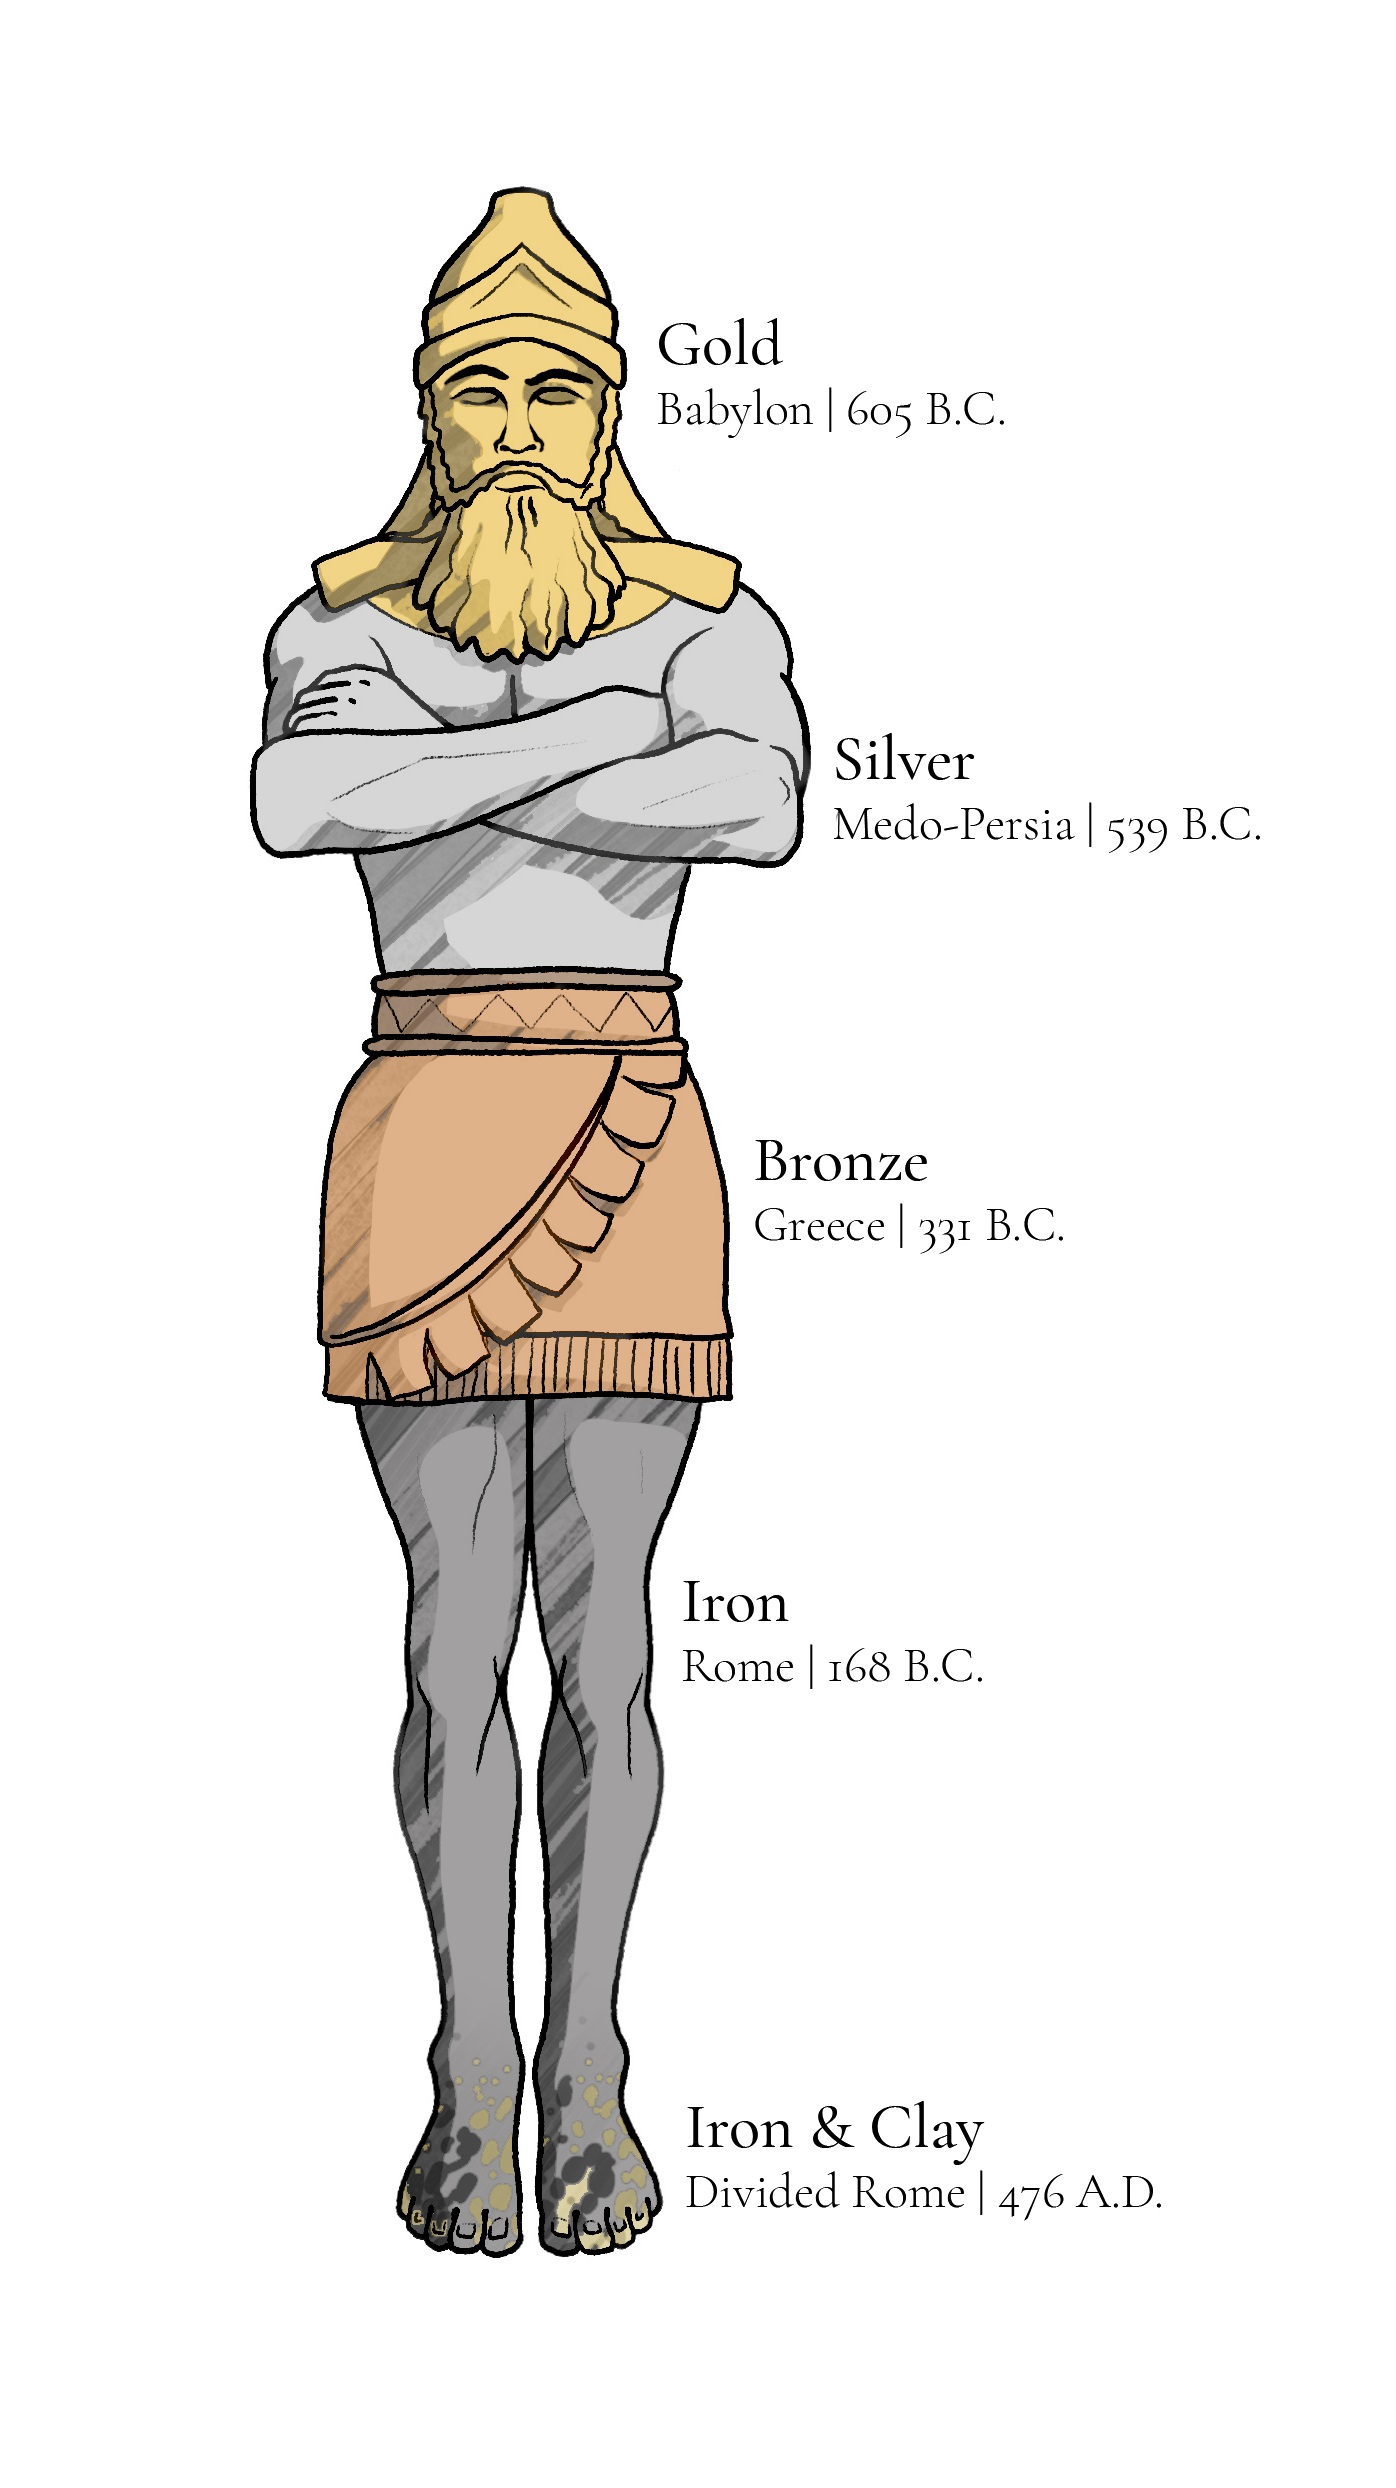 Gold
Babylon | 605 B.C.
Silver
Medo-Persia | 539 B.C.
Bronze
Greece | 331 B.C.
Iron
Rome | 168 B.C.
Iron & Clay
Divided Rome | 476 A.D.